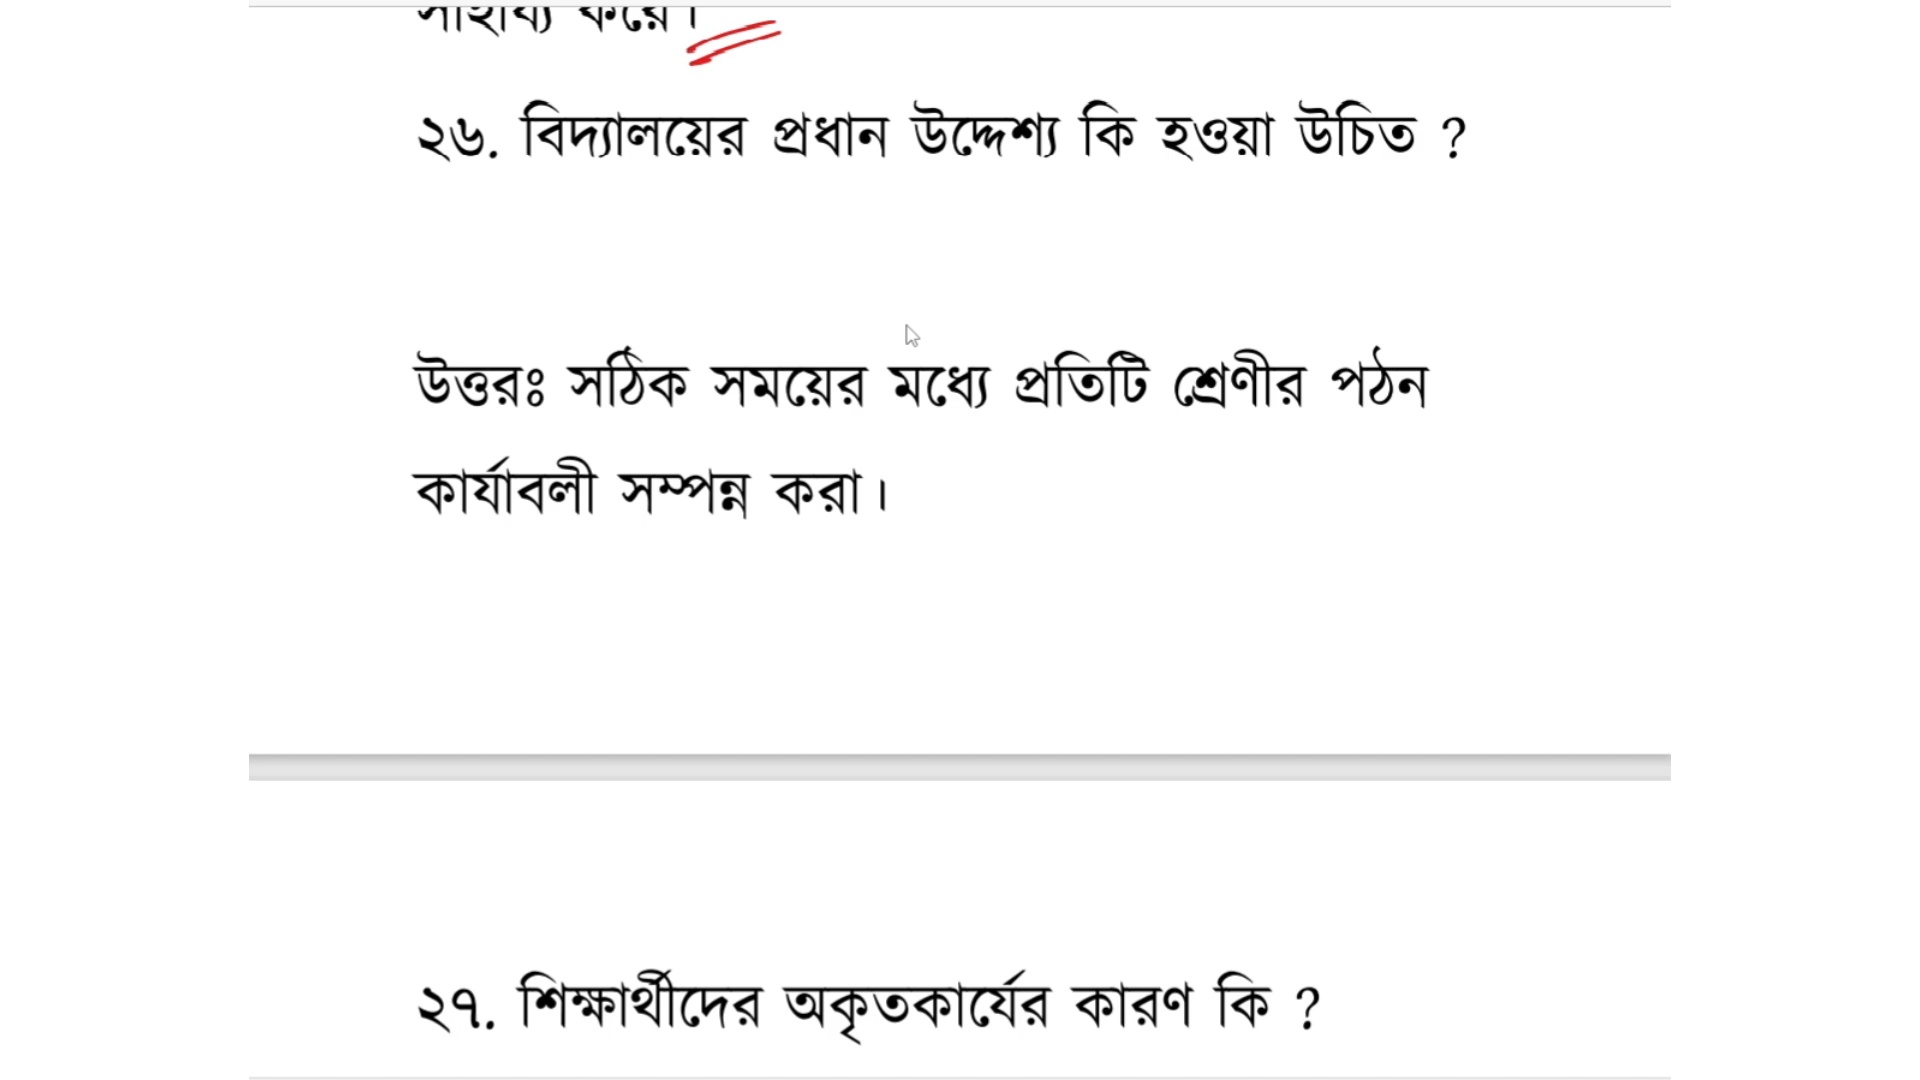 সাহায্য করে।
২৬. বিদ্যালয়ের প্রধান উদ্দেশ্য কি হওয়া উচিত ?
উত্তরঃ সঠিক সময়ের মধ্যে প্রতিটি শ্রেণীর পঠন
কার্যাবলী সম্পন্ন করা।
২৭. শিক্ষার্থীদের অকৃতকার্যের কারণ কি ?